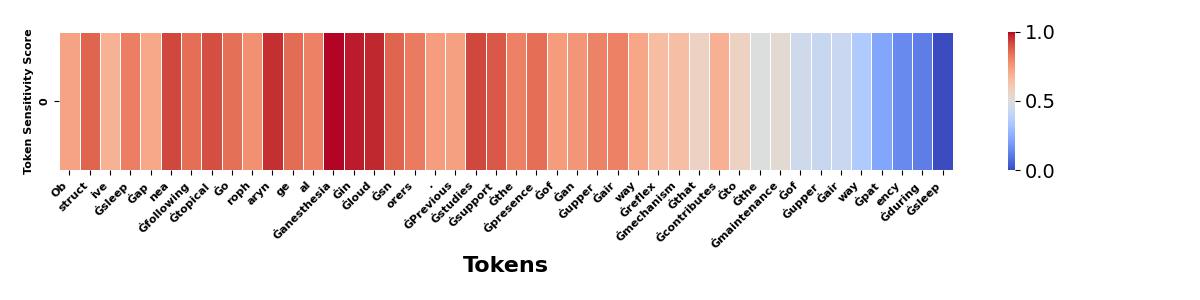 Token Sensitivity Score
0
Ob
struct
ive
Ġsleep
Ġap
nea
Ġfollowing
Ġtopical
Ġo
roph
aryn
ge
al
Ġanesthesia
Ġin
Ġloud
Ġsn
orers
.
ĠPrevious
Ġstudies
Ġsupport
Ġthe
Ġpresence
Ġof
Ġan
Ġupper
Ġair
way
Ġreflex
Ġmechanism
Ġthat
Ġcontributes
Ġto
Ġthe
Ġmaintenance
Ġof
Ġupper
Ġair
way
Ġpat
ency
Ġduring
Ġsleep
Tokens
1.0
0.5
0.0